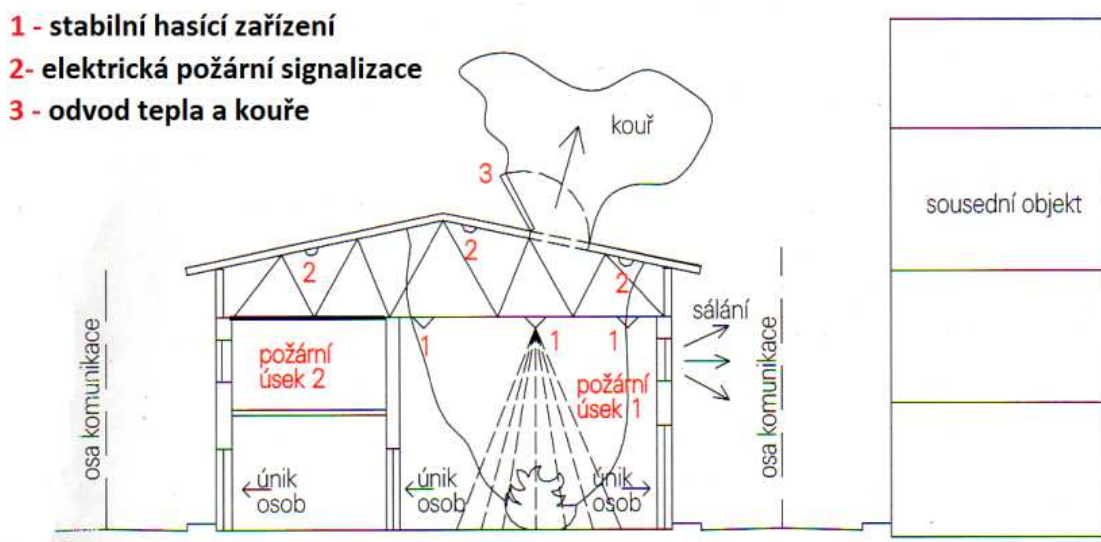 1 - stabilní hasící zařízení
2- elektrická požární signalizace
3 - odvod tepla a kouře
kouř
3
sousední objekt
2
2
2
sálání
1
1
1
požární
úsek 2
požární
úsek 1
osa komunikace
osa komunikace
únik
osob
únik
osob
únik
osob